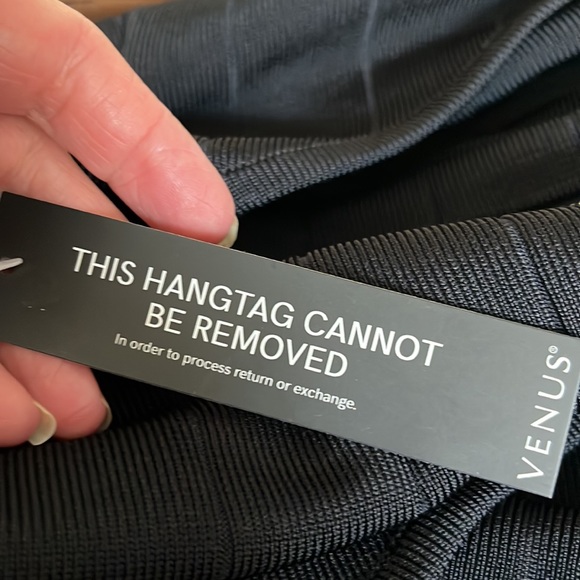 THIS HANGTAG CANNOT
BE REMOVED
In order to process return or exchange.
VENUS®